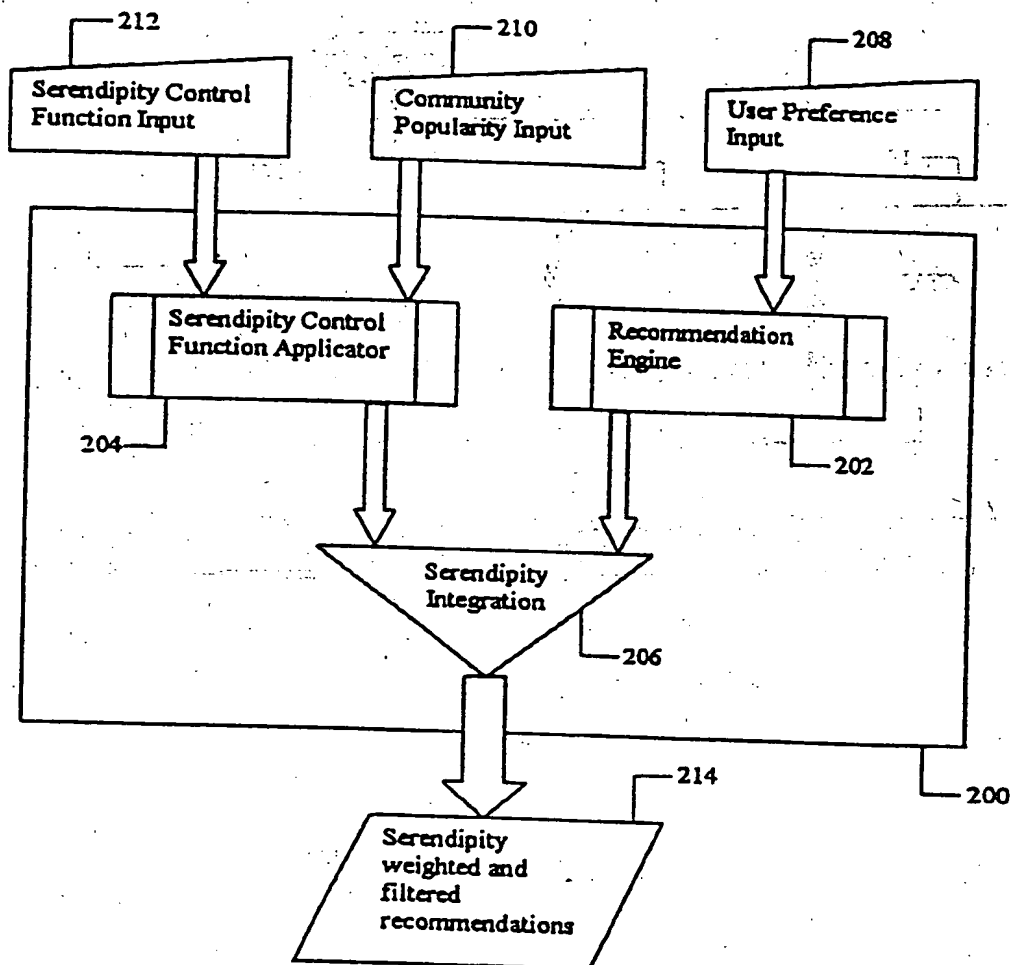 212
210
208
Serendipity Control
Function Input
Community
Popularity Input
User Preference
Input
Serendipity Control
Function Applicator
Recommendation
Engine
204
202
Serendipity
Integration
206
214
200
Serendipity
weighted and
filtered
recommendations